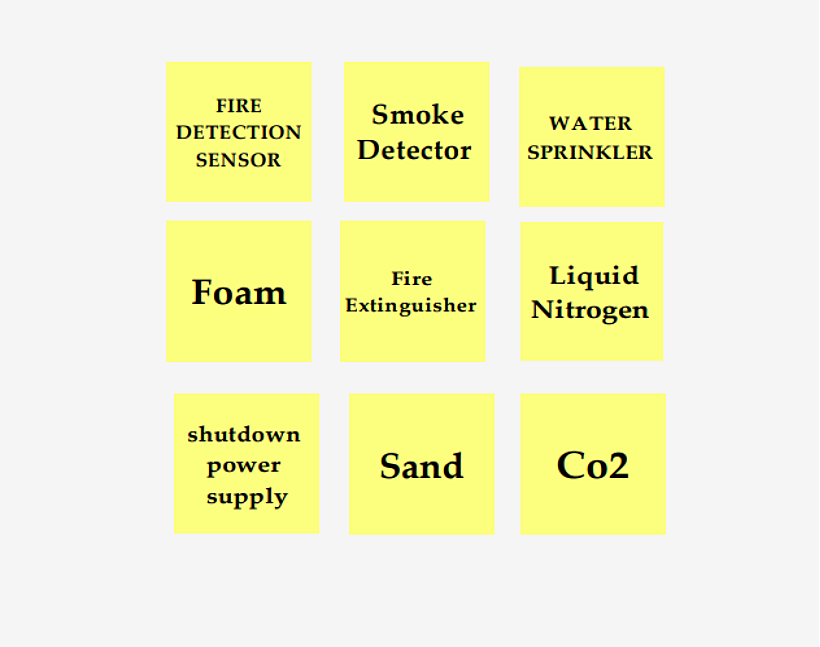 FIRE
DETECTION
SENSOR
Smoke
Detector
WATER
SPRINKLER
Foam
Fire
Extinguisher
Liquid
Nitrogen
shutdown
power
supply
Sand
Co2